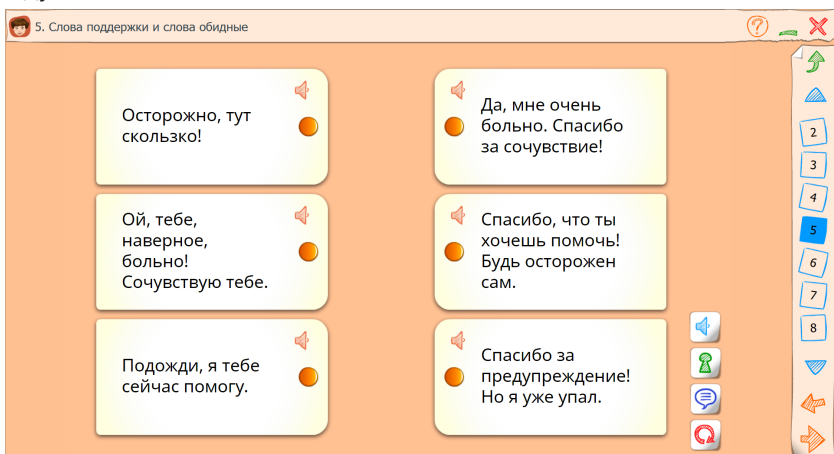 5. Слова поддержки и слова обидные
Осторожно, тут
скользко!
Ой, тебе,
наверное,
больно!
Сочувствую тебе.
Подожди, я тебе
сейчас помогу.
Да, мне очень
больно. Спасибо
за сочувствие!
Спасибо, что ты
хочешь помочь!
Будь осторожен
сам.
Спасибо за
предупреждение!
Но я уже упал.
2
3
4
5
6
7
8